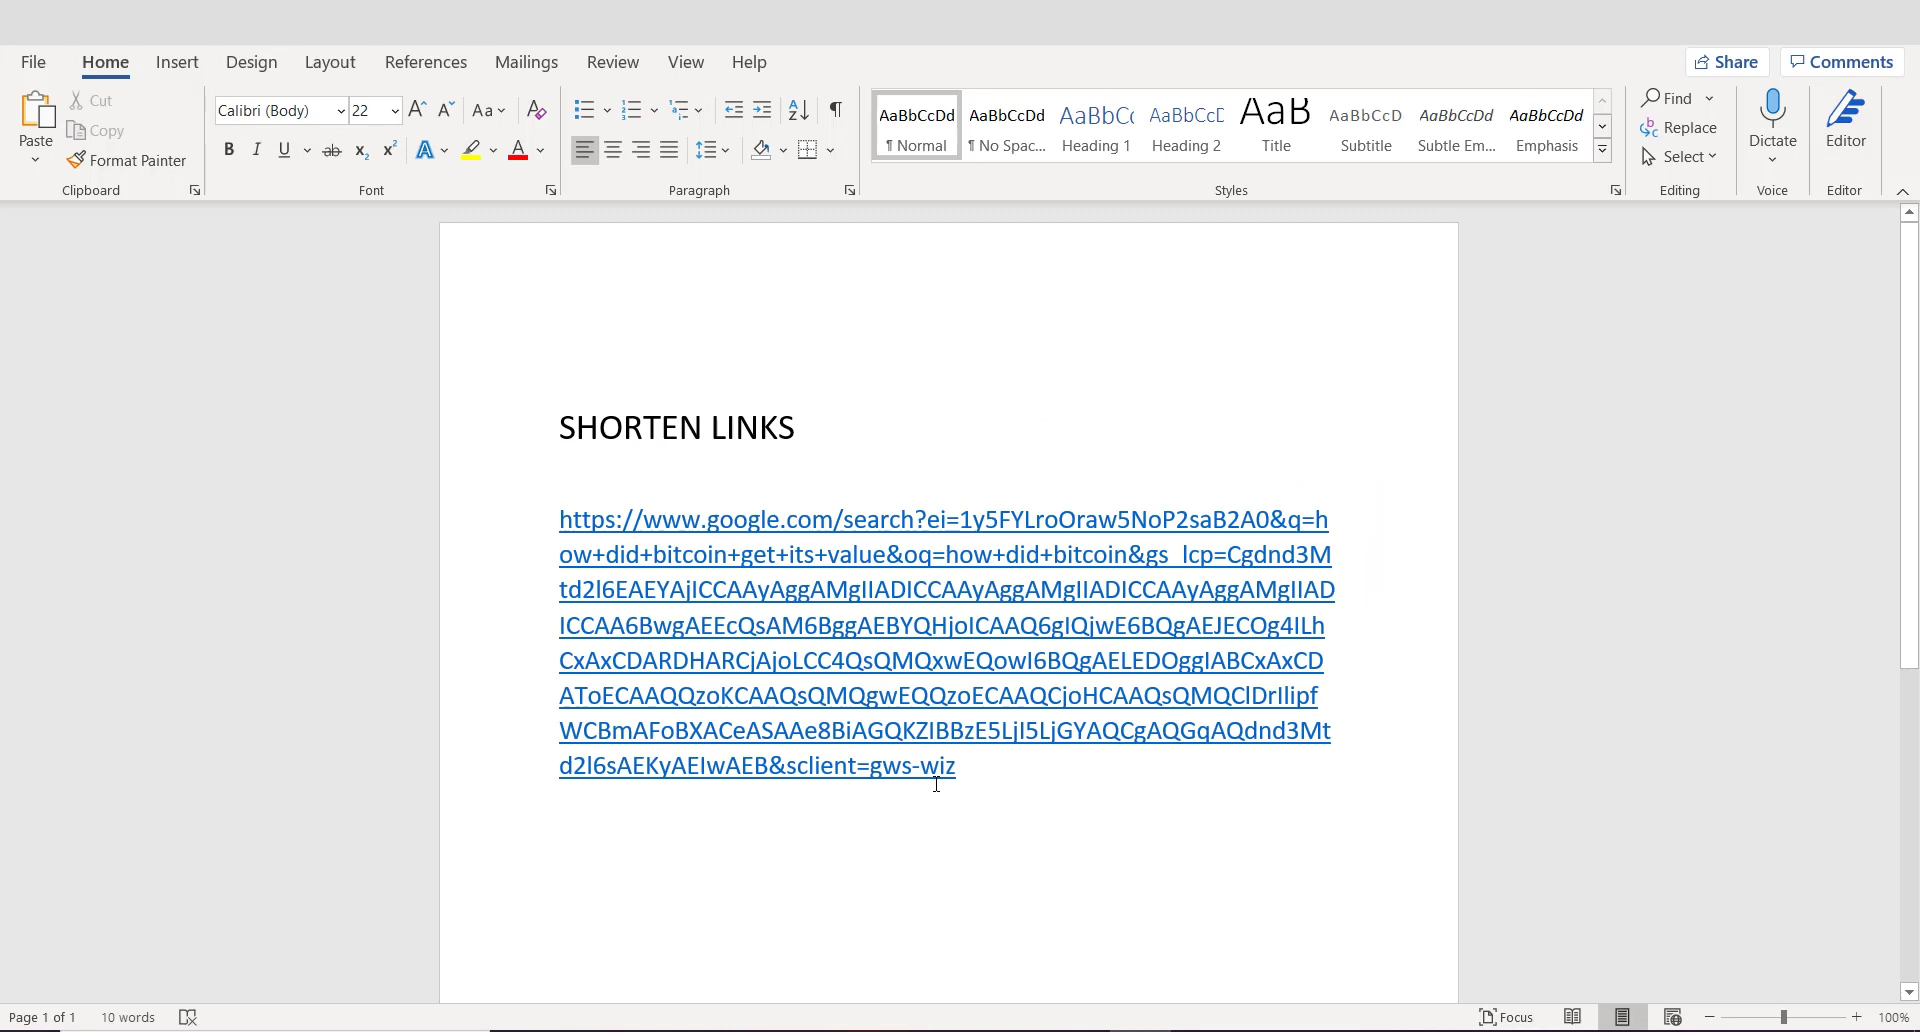 File Home Insert Design Layout References Mailings Review View Help Share Comments
Paste Cut Copy Format Painter Clipboard
Calibri (Body) 22 Aa Font
Paragraph
AaBbCcDd AaBbCcDd AaBbCc AaBbCcD AaB AaBbCcD AaBbCcDd AaBbCcDd
¶ Normal ¶ No Spac... Heading 1 Heading 2 Title Subtitle Subtle Em... Emphasis
Styles
Find Replace Select Editing
Dictate Voice
Editor Editor
SHORTEN LINKS
https://www.google.com/search?ei=1y5FYLroOraw5NoP2saB2A0&q=h
ow+did+bitcoin+get+its+value&oq=how+did+bitcoin&gs_lcp=Cgdnd3M
td2l6EAEYAjICCAAyAggAMgIIADICCAAyAggAMgIIADICCAAyAggAMgIIAD
ICCAA6BwgAEEcQsAM6BggAEBYQHjoICAAQ6gIQjwE6BQgAEJECOg4ILh
CxAxCDARDHARCjAjoLCC4QsQMQxwEQowI6BQgAELEDOggIABCxAxCD
AToECAAQQzoKCAAQsQMQgwEQQzoECAAQCjoHCAAQsQMQClDrIlipf
WCBmAFoBXACeASAAe8BiAGQKZIBBzE5LjI5LjGYAQCgAQGqAQdnd3Mt
d2l6sAEKyAEIwAEB&sclient=gws-wiz
Page 1 of 1 10 words Focus 100%